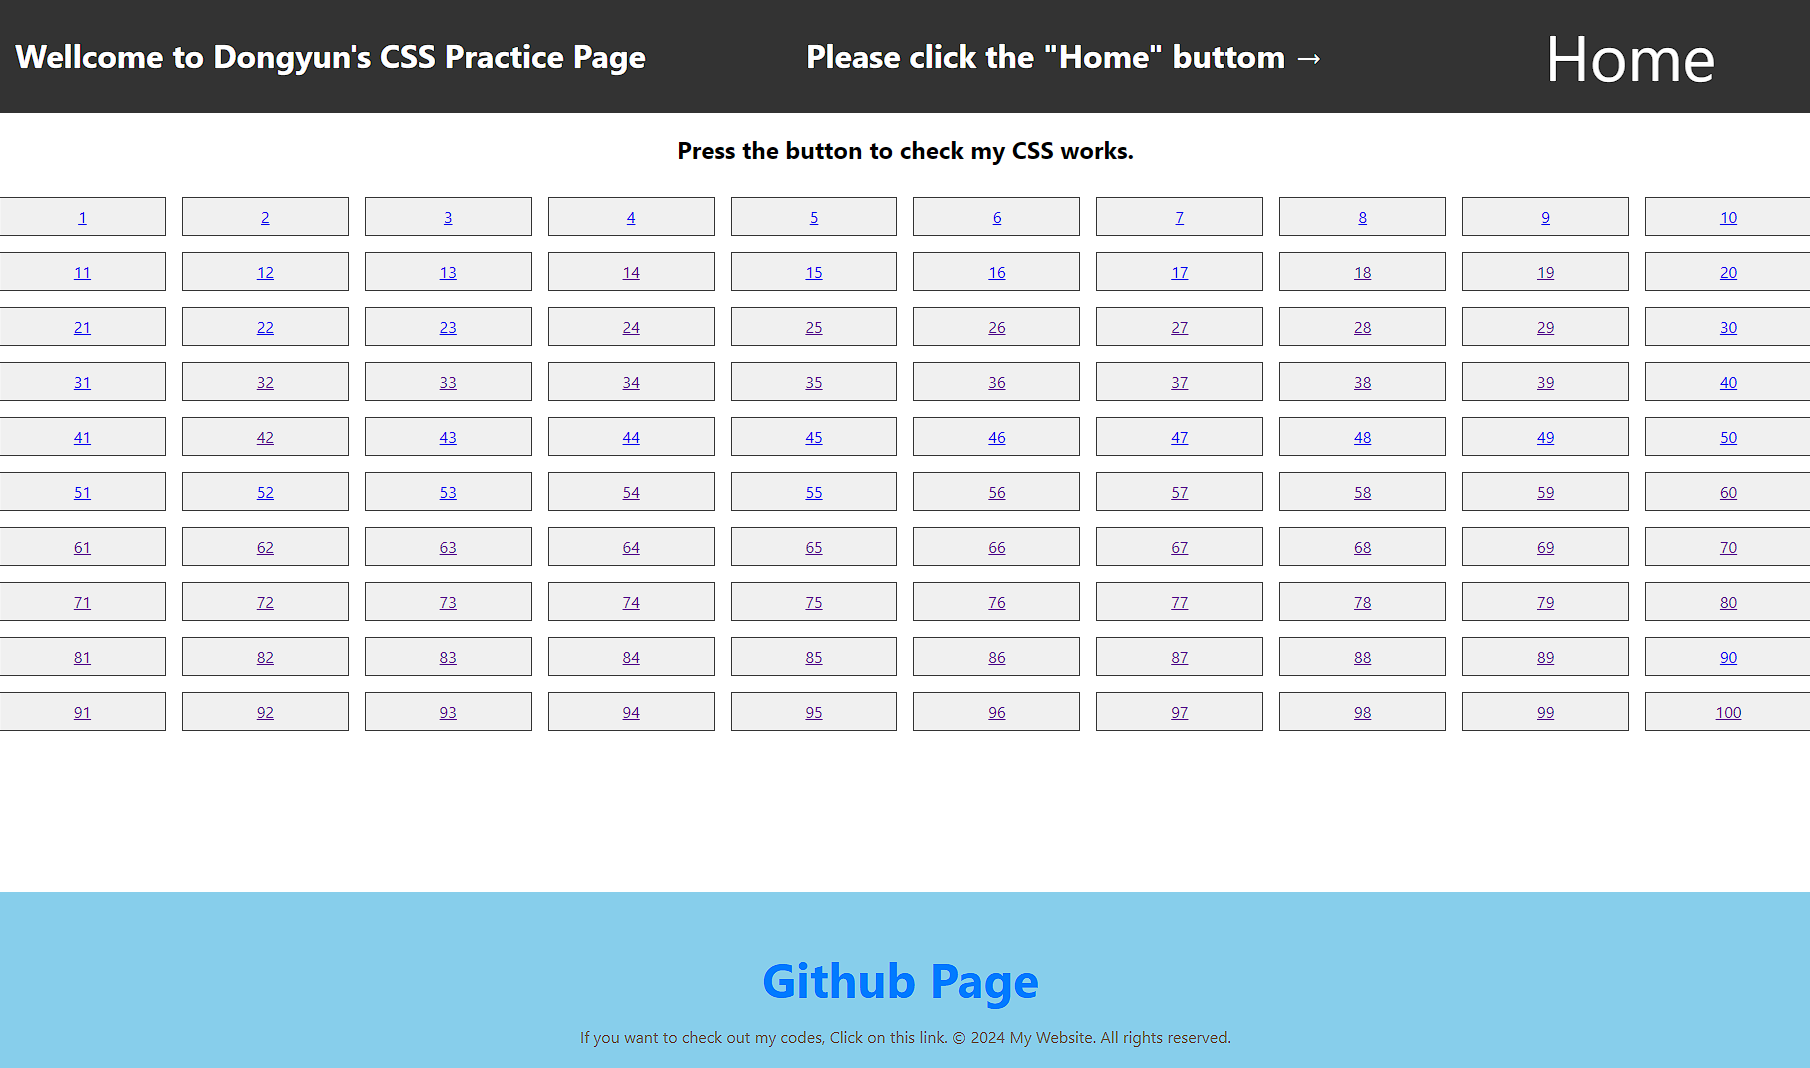 Wellcome to Dongyun's CSS Practice Page
Please click the "Home" buttom →
Home
Press the button to check my CSS works.
1 2 3 4 5 6 7 8 9 10
11 12 13 14 15 16 17 18 19 20
21 22 23 24 25 26 27 28 29 30
31 32 33 34 35 36 37 38 39 40
41 42 43 44 45 46 47 48 49 50
51 52 53 54 55 56 57 58 59 60
61 62 63 64 65 66 67 68 69 70
71 72 73 74 75 76 77 78 79 80
81 82 83 84 85 86 87 88 89 90
91 92 93 94 95 96 97 98 99 100
Github Page
If you want to check out my codes, Click on this link. © 2024 My Website. All rights reserved.